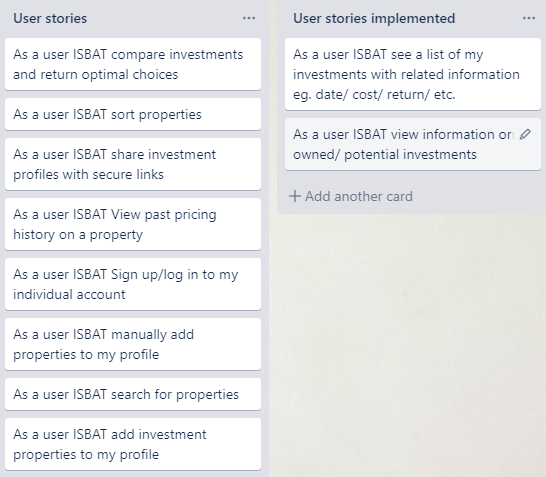 User stories
As a user ISBAT compare investments
and return optimal choices
As a user ISBAT sort properties
As a user ISBAT share investment
profiles with secure links
As a user ISBAT View past pricing
history on a property
As a user ISBAT Sign up/log in to my
individual account
As a user ISBAT manually add
properties to my profile
As a user ISBAT search for properties
As a user ISBAT add investment
properties to my profile
User stories implemented
As a user ISBAT see a list of my
investments with related information
eg. date/ cost/ return/ etc.
As a user ISBAT view information
owned/ potential investments
+ Add another card